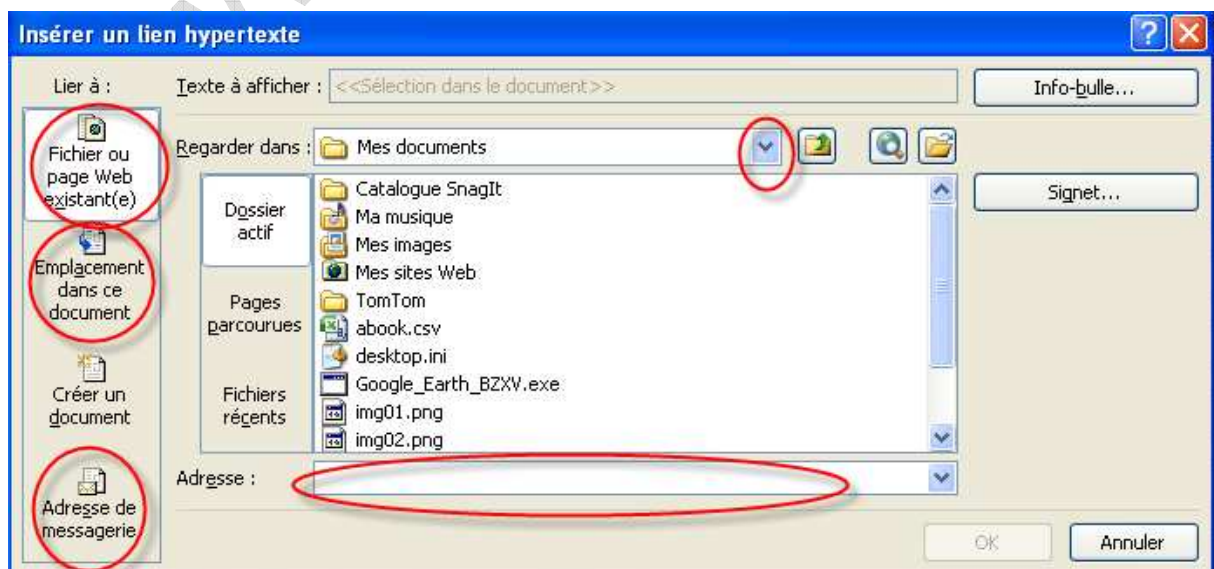 Insérer un lien hypertexte
Lier à :
Texte à afficher : <<Sélection dans le document>>
Info-bulle...
Fichier ou
page Web
existant(e)
Regarder dans : Mes documents
Signet...
Dossier
actif
Catalogue SnagIt
Ma musique
Mes images
Mes sites Web
TomTom
abook.csv
desktop.ini
Google_Earth_BZXV.exe
img01.png
img02.png
Emplacement
dans ce
document
Pages
parcourues
Créer un
document
Fichiers
récents
Adresse de
messagerie
Adresse :
OK
Annuler